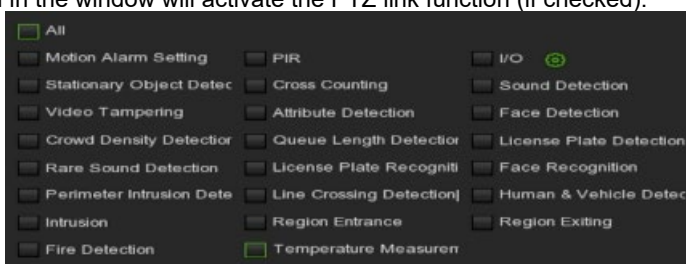 in the window will activate the PTZ link function (if checked).
All
Motion Alarm Setting PIR I/O
Stationary Object Detec Cross Counting Sound Detection
Video Tampering Attribute Detection Face Detection
Crowd Density Detection Queue Length Detection License Plate Detection
Rare Sound Detection License Plate Recogniti Face Recognition
Perimeter Intrusion Dete Line Crossing Detection Human & Vehicle Detec
Intrusion Region Entrance Region Exiting
Fire Detection Temperature Measurem